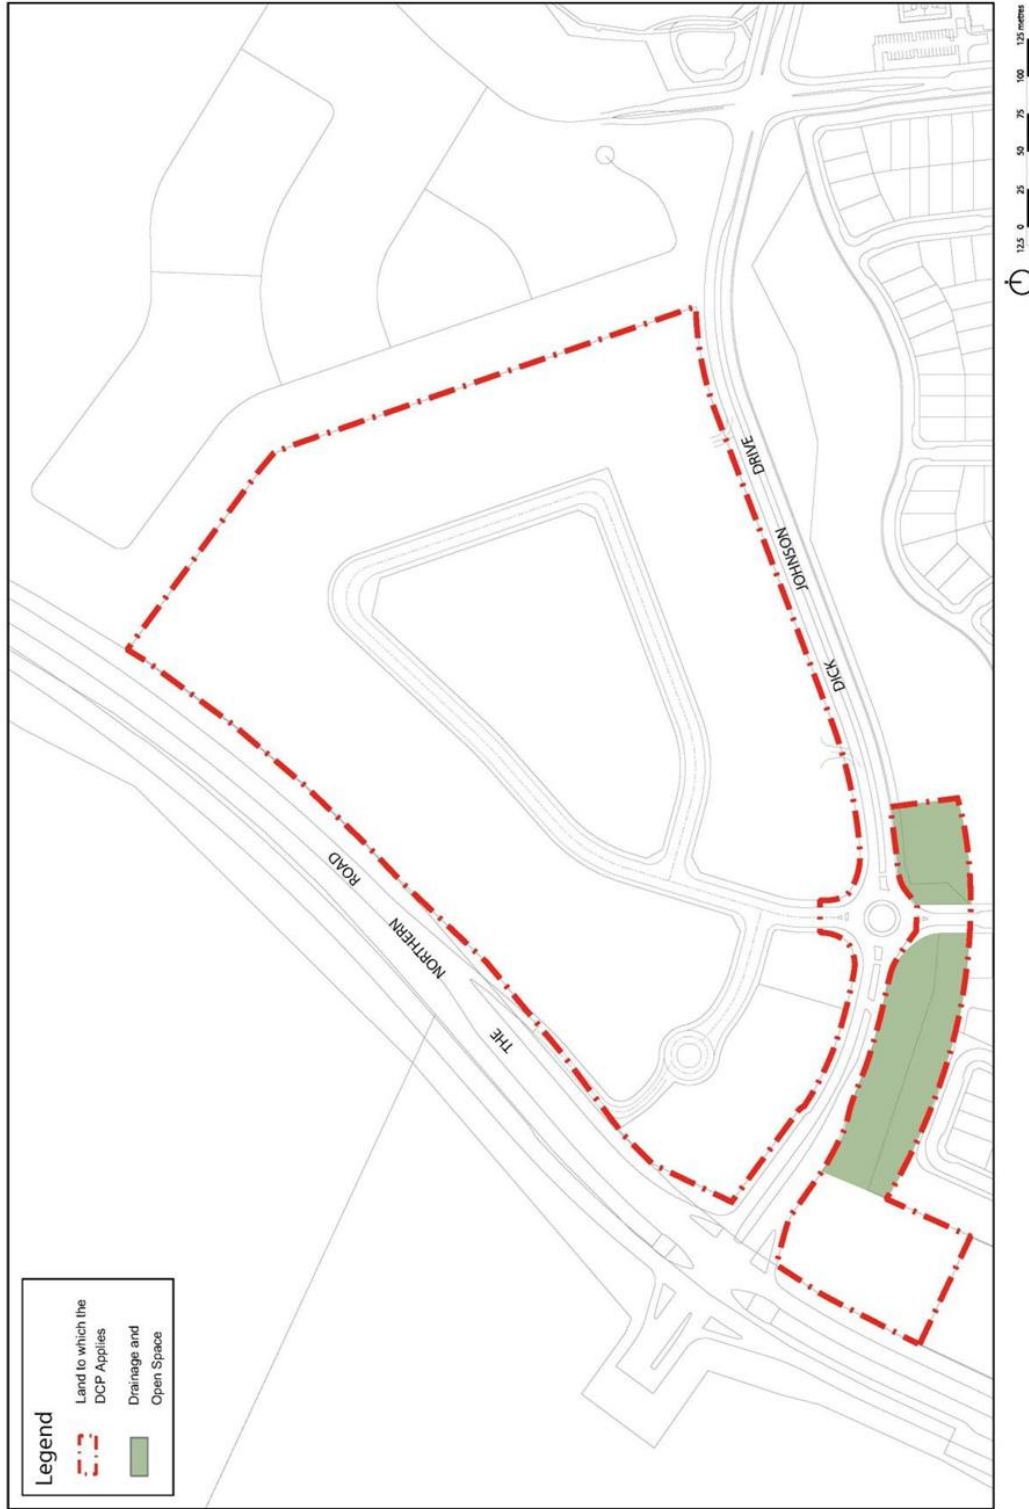 Legend
Land to which the
DCP Applies
Drainage and
Open Space
THE
NORTHERN
ROAD
DICK
JOHNSON
DRIVE
12.5 0 25 50 75 100 125 metres